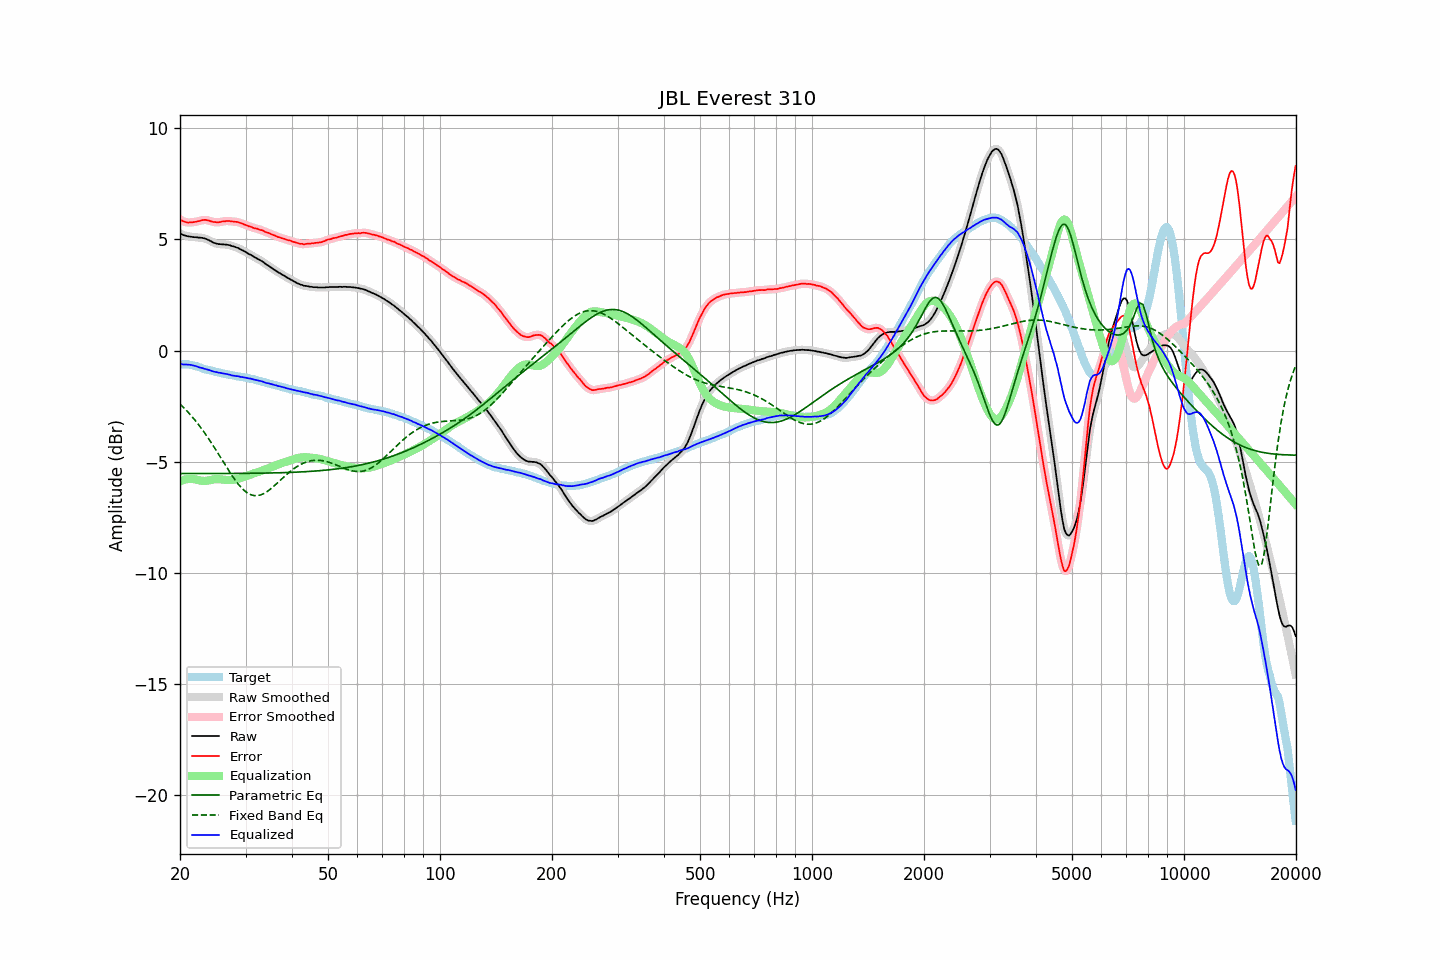 JBL Everest 310
10
5
0
−5
−10
−15
−20
Amplitude (dBr)
Target
Raw Smoothed
Error Smoothed
Raw
Error
Equalization
Parametric Eq
Fixed Band Eq
Equalized
20 50 100 200 500 1000 2000 5000 10000 20000
Frequency (Hz)